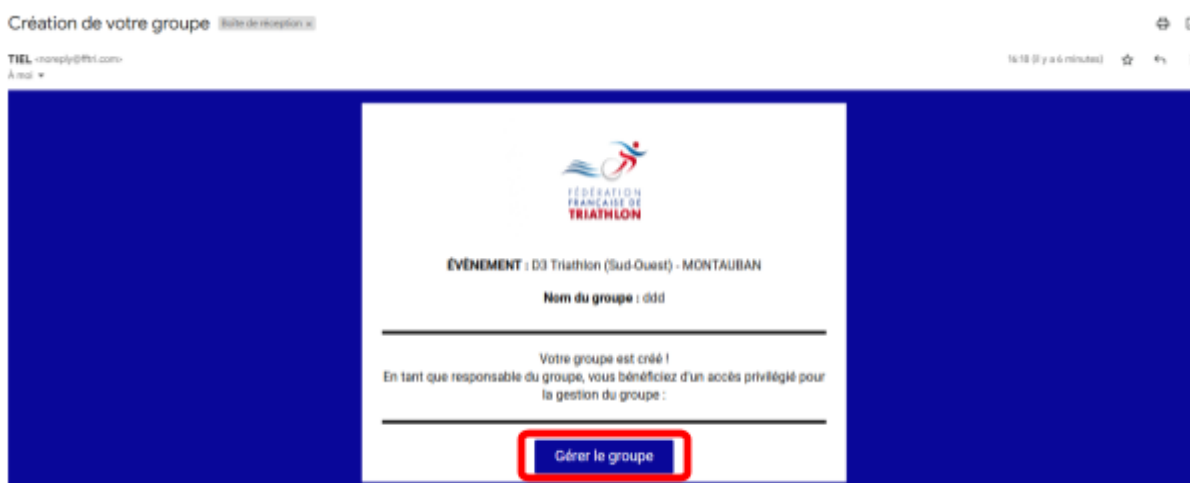 Création de votre groupe Boîte de réception ×
TIEL <noreply@fftri.com>
À moi
16:18 (il y a 6 minutes)
FÉDÉRATION
FRANÇAISE DE
TRIATHLON
ÉVÈNEMENT : D3 Triathlon (Sud-Ouest) - MONTAUBAN
Nom du groupe : ddd
Votre groupe est créé !
En tant que responsable du groupe, vous bénéficiez d'un accès privilégié pour
la gestion du groupe :
Gérer le groupe